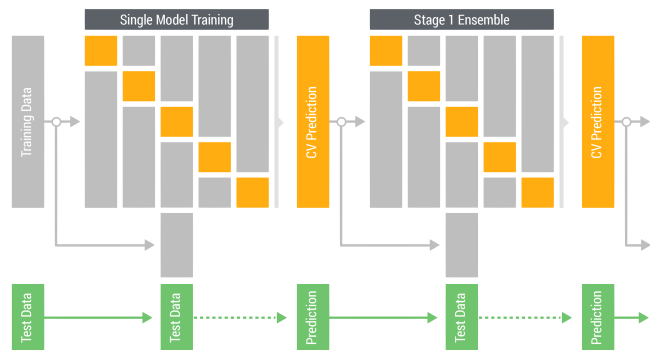 Single Model Training
Stage 1 Ensemble
Training Data
CV Prediction
CV Prediction
Test Data
Test Data
Prediction
Test Data
Prediction